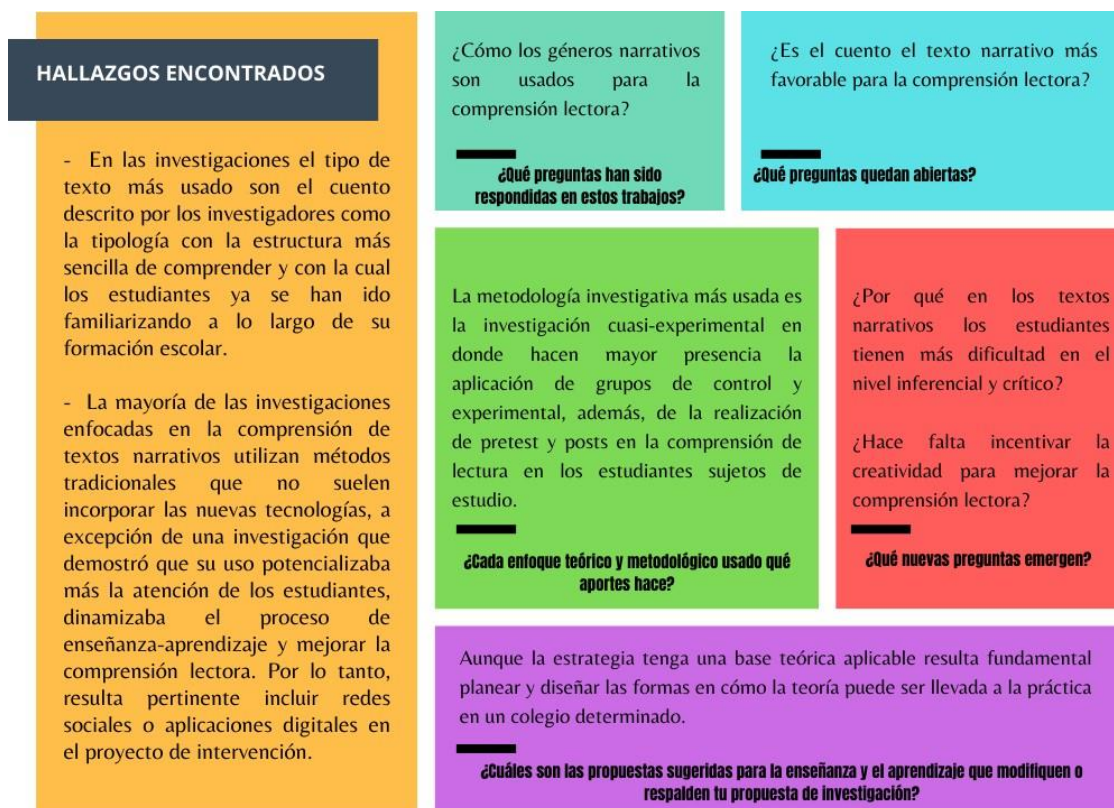 HALLAZGOS ENCONTRADOS
- En las investigaciones el tipo de
texto más usado son el cuento
descrito por los investigadores como
la tipología con la estructura más
sencilla de comprender y con la cual
los estudiantes ya se han ido
familiarizando a lo largo de su
formación escolar.
- La mayoría de las investigaciones
enfocadas en la comprensión de
textos narrativos utilizan métodos
tradicionales que no suelen
incorporar las nuevas tecnologías, a
excepción de una investigación que
demostró que su uso potencializaba
más la atención de los estudiantes,
dinamizaba el proceso de
enseñanza-aprendizaje y mejorar la
comprensión lectora. Por lo tanto,
resulta pertinente incluir redes
sociales o aplicaciones digitales en
el proyecto de intervención.
¿Cómo los géneros narrativos
son usados para la
comprensión lectora?
¿Qué preguntas han sido
respondidas en estos trabajos?
¿Es el cuento el texto narrativo más
favorable para la comprensión lectora?
¿Qué preguntas quedan abiertas?
La metodología investigativa más usada es
la investigación cuasi-experimental en
donde hacen mayor presencia la
aplicación de grupos de control y
experimental, además, de la realización
de pretest y posts en la comprensión de
lectura en los estudiantes sujetos de
estudio.
¿Cada enfoque teórico y metodológico usado qué
aportes hace?
¿Por qué en los textos
narrativos los estudiantes
tienen más dificultad en el
nivel inferencial y crítico?
¿Hace falta incentivar la
creatividad para mejorar la
comprensión lectora?
¿Qué nuevas preguntas emergen?
Aunque la estrategia tenga una base teórica aplicable resulta fundamental
planear y diseñar las formas en cómo la teoría puede ser llevada a la práctica
en un colegio determinado.
¿Cuáles son las propuestas sugeridas para la enseñanza y el aprendizaje que modifiquen o
respalden tu propuesta de investigación?